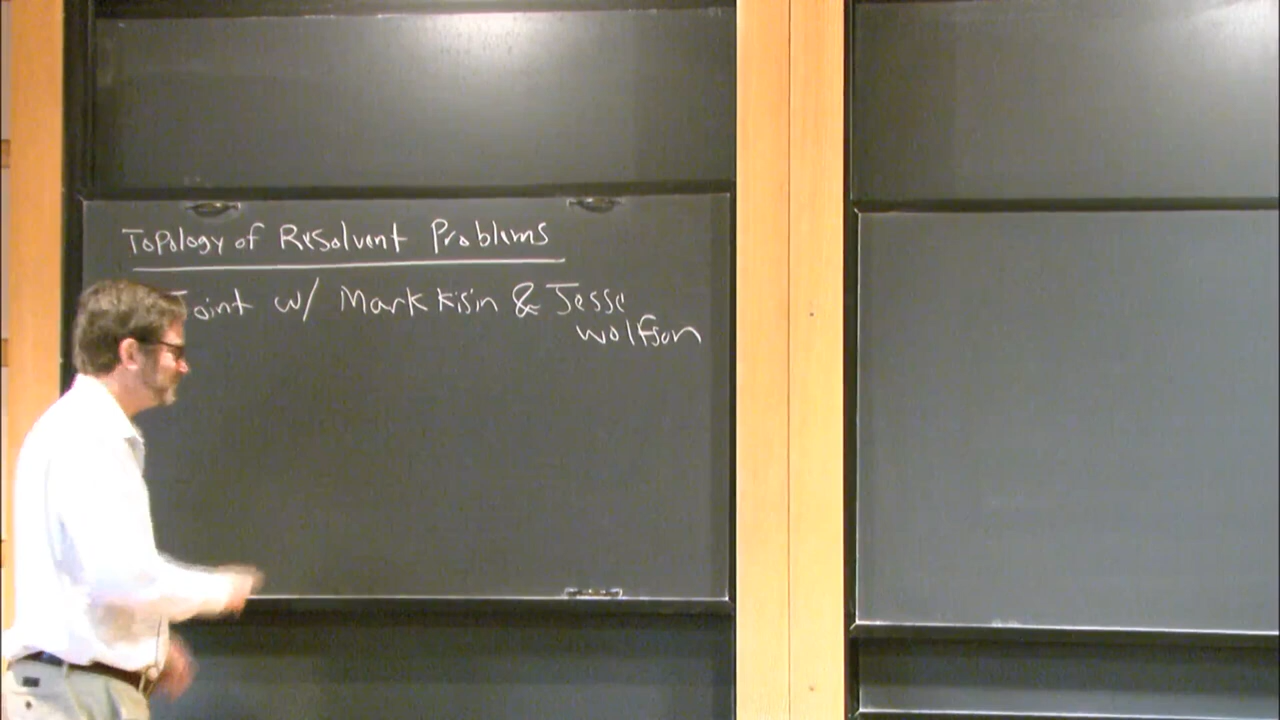 Topology of Resolvent Problems
Joint w/ Mark Kisin & Jesse
Wolfson